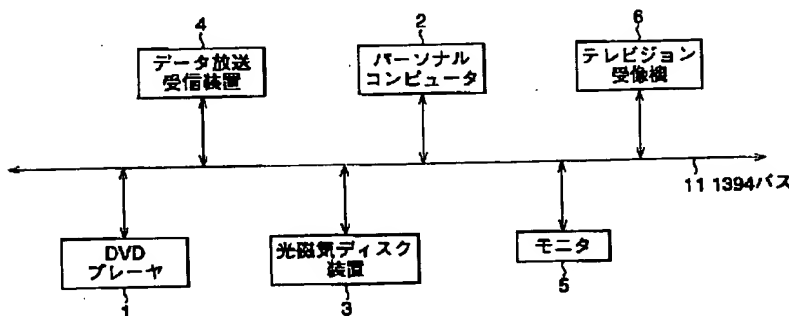 4
データ放送
受信装置
2
パーソナル
コンピュータ
6
テレビジョン
受像機
11 1394バス
DVD
プレーヤ
1
光磁気ディスク
装置
3
モニタ
5